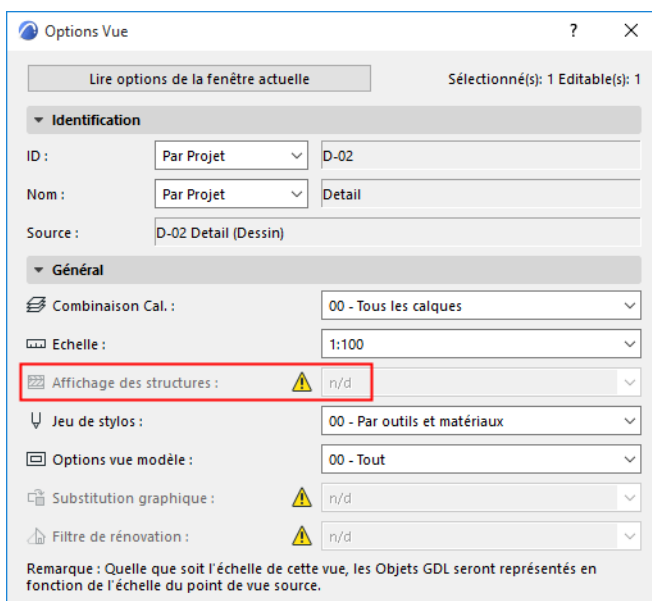 Options Vue ?
Lire options de la fenêtre actuelle Sélectionné(s): 1 Editable(s): 1
Identification
ID : Par Projet D-02
Nom : Par Projet Detail
Source : D-02 Detail (Dessin)
Général
Combinaison Cal. : 00 - Tous les calques
Echelle : 1:100
Affichage des structures : n/d
Jeu de stylos : 00 - Par outils et matériaux
Options vue modèle : 00 - Tout
Substitution graphique : n/d
Filtre de rénovation : n/d
Remarque : Quelle que soit l'échelle de cette vue, les Objets GDL seront représentés en
fonction de l'échelle du point de vue source.